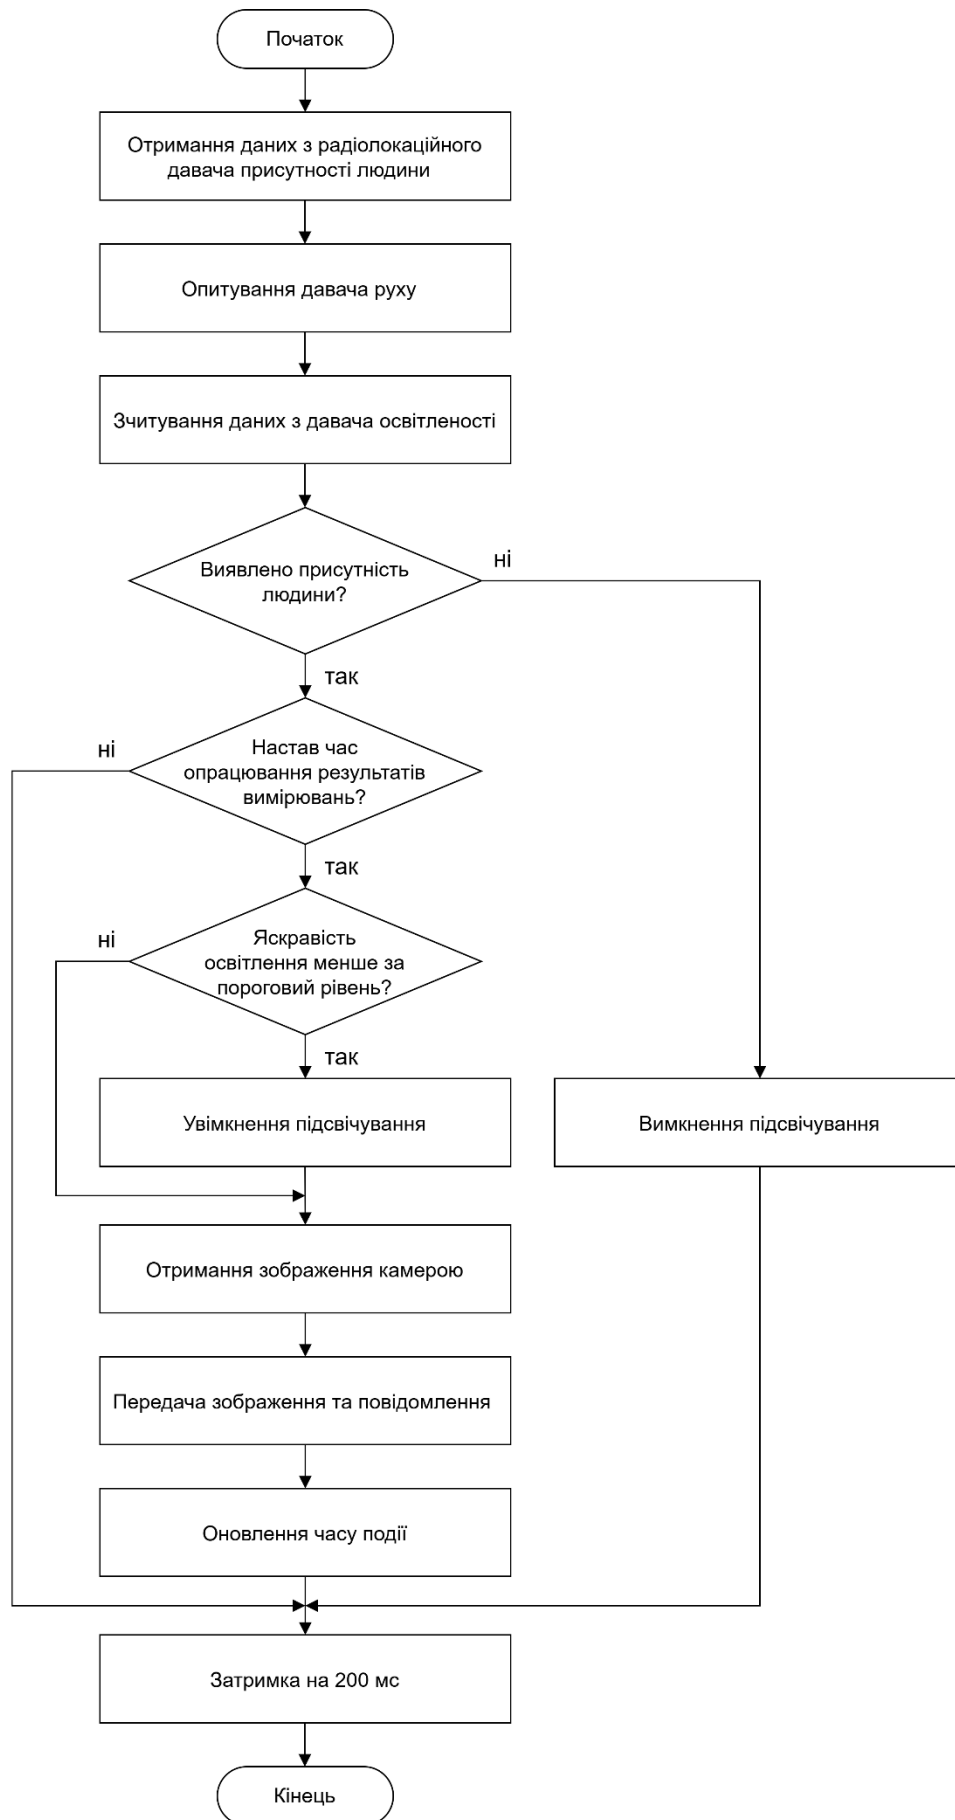 Початок
Отримання даних з радіолокаційного
давача присутності людини
Опитування давача руху
Зчитування даних з давача освітленості
Виявлено присутність
людини?
ні
так
Настав час
опрацювання результатів
вимірювань?
ні
так
Яскравість
освітлення менше за
пороговий рівень?
ні
так
Увімкнення підсвічування
Вимкнення підсвічування
Отримання зображення камерою
Передача зображення та повідомлення
Оновлення часу події
Затримка на 200 мс
Кінець